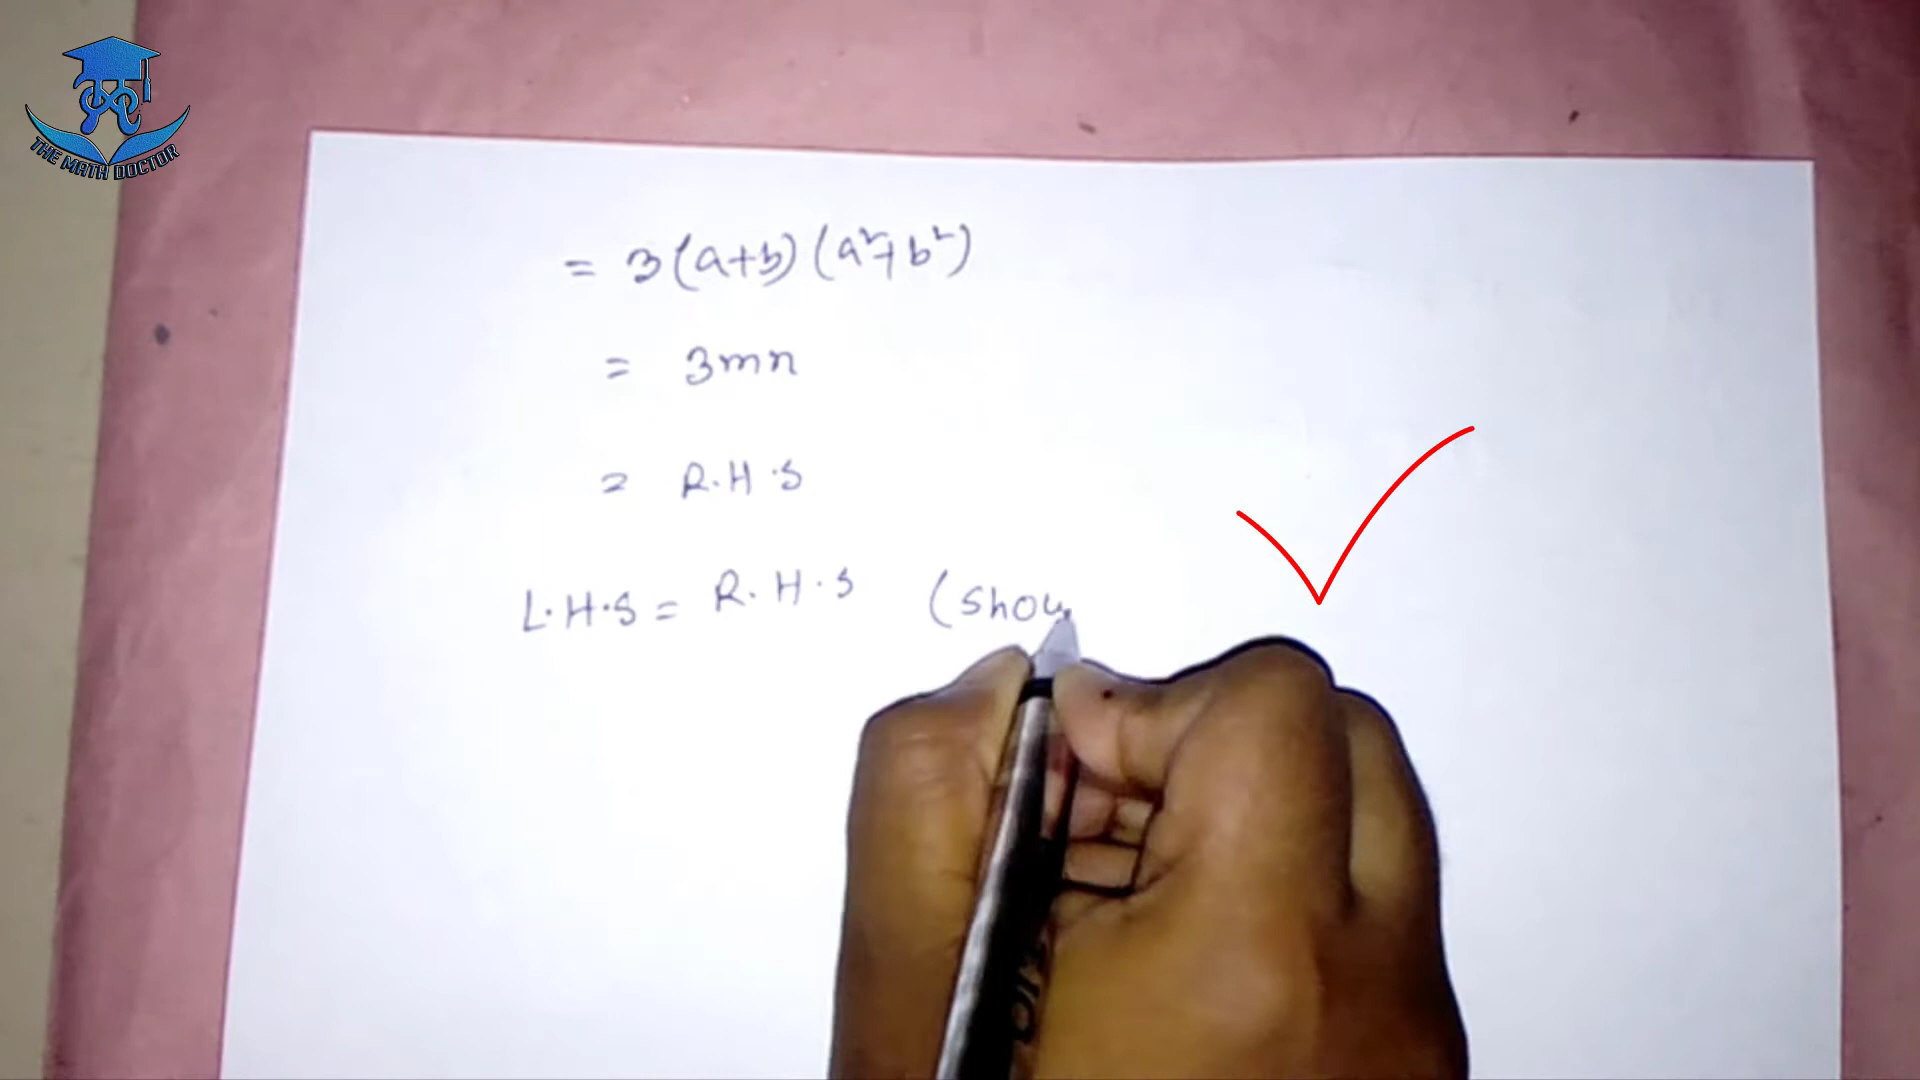 THE MATH DOCTOR
= 3(a+b)(a²+b²)
= 3mn
= R.H.S
L.H.S = R.H.S (Show